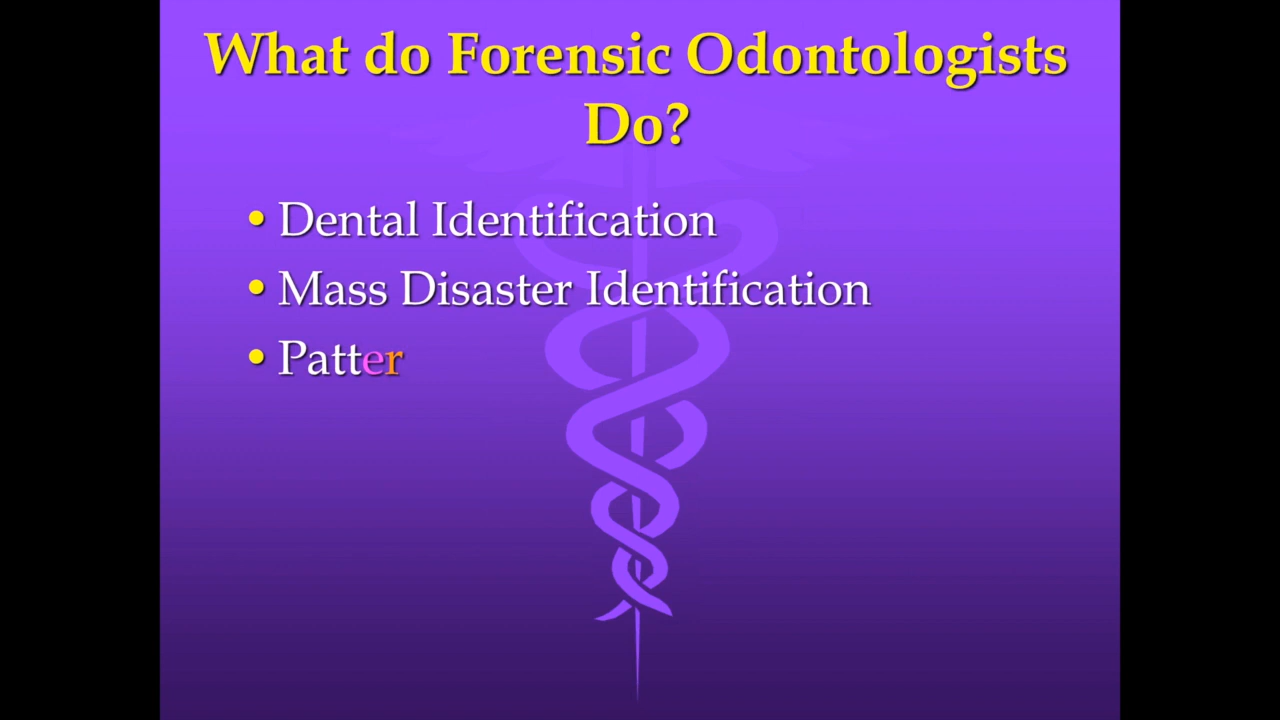 What do Forensic Odontologists
Do?
• Dental Identification
• Mass Disaster Identification
• Patter